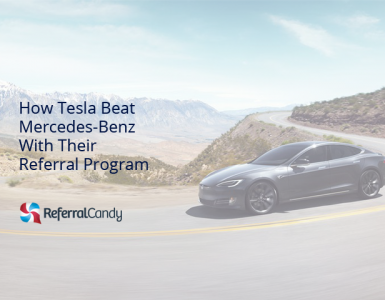 How Tesla Beat
Mercedes-Benz
With Their
Referral Program
ReferralCandy